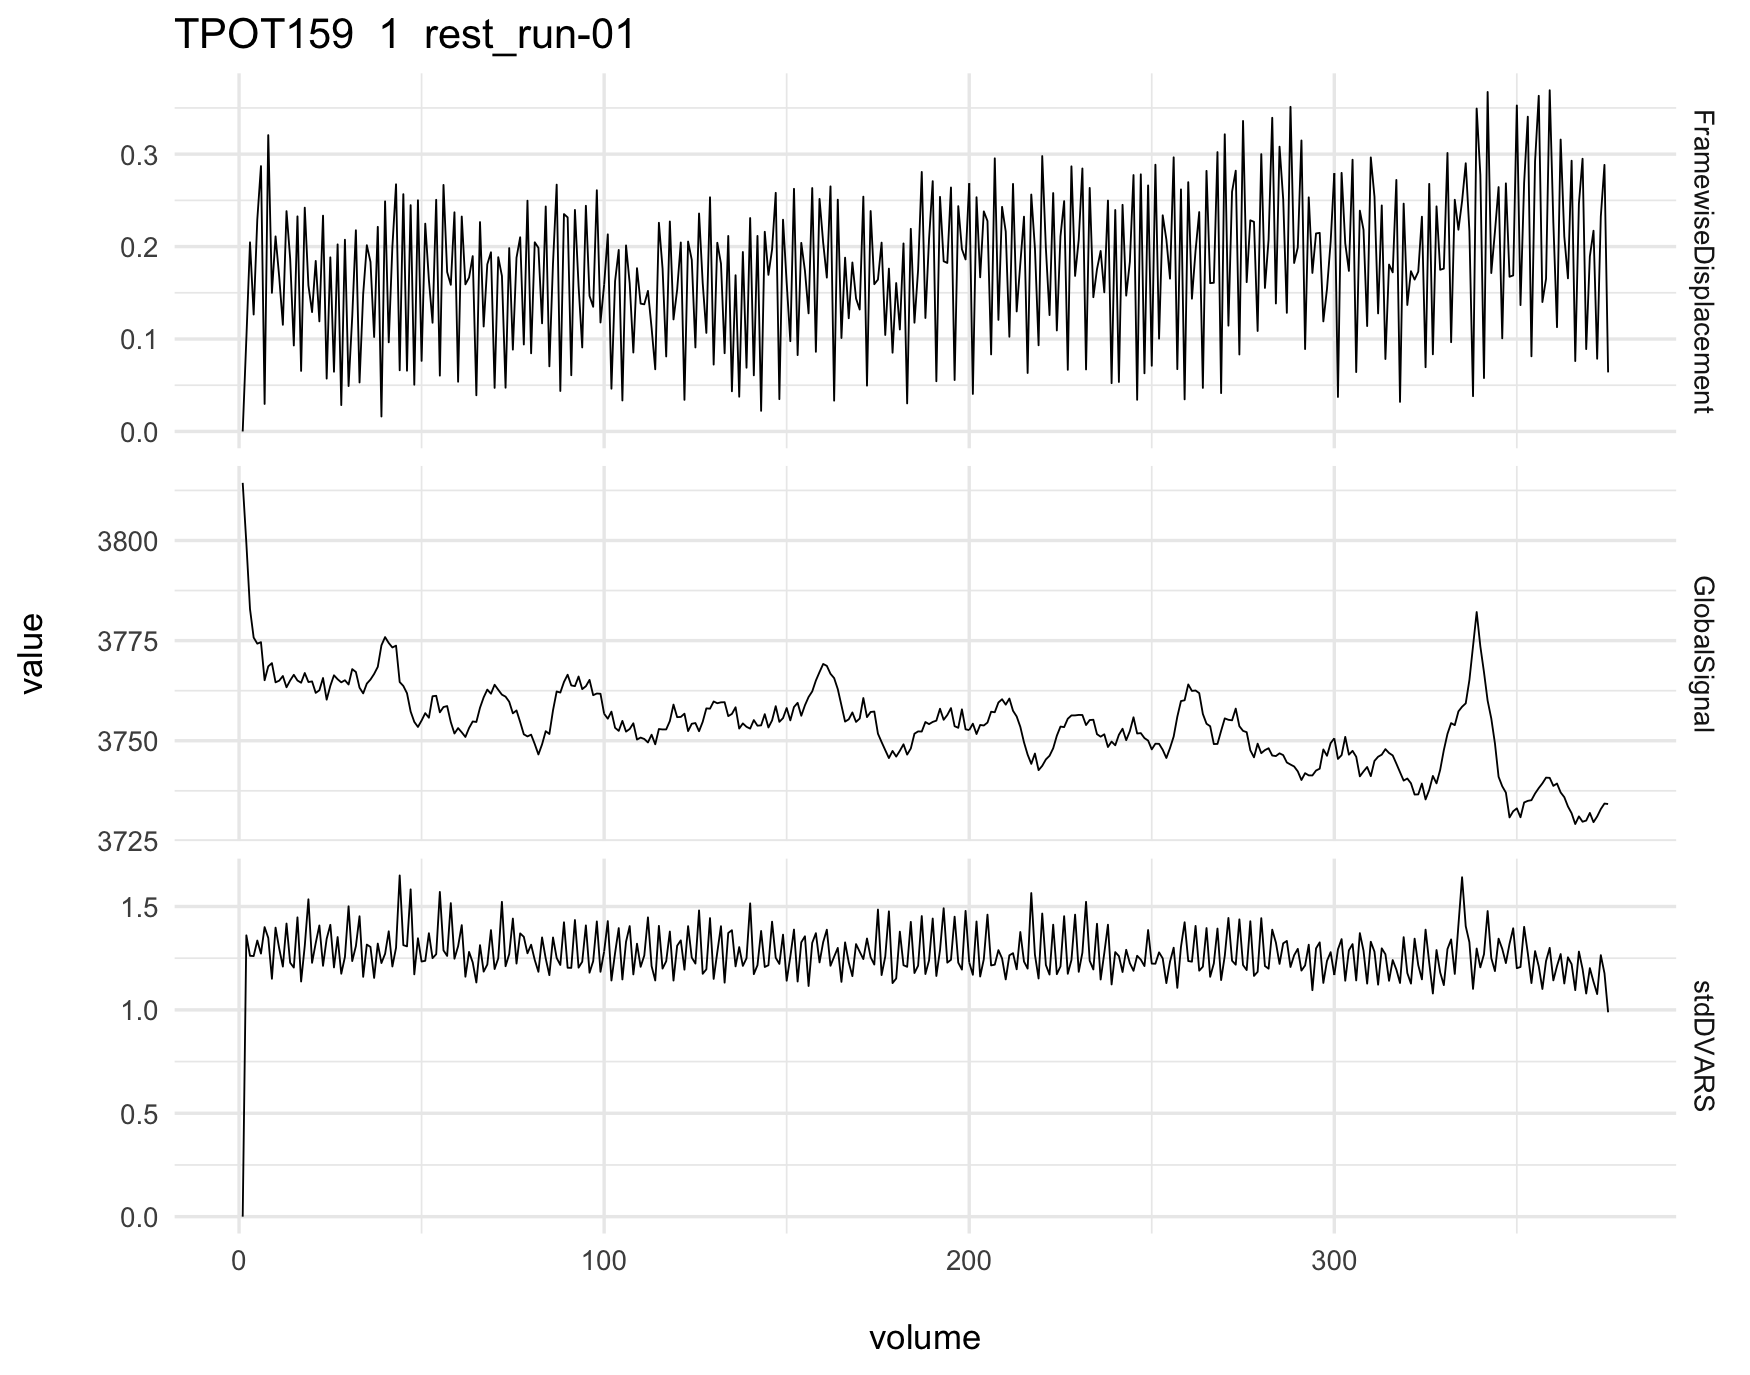 TPOT159 1 rest_run-01
value
0.3
0.2
0.1
0.0
FramewiseDisplacement
3800
3775
3750
3725
GlobalSignal
1.5
1.0
0.5
0.0
stdDVARS
0 100 200 300
volume